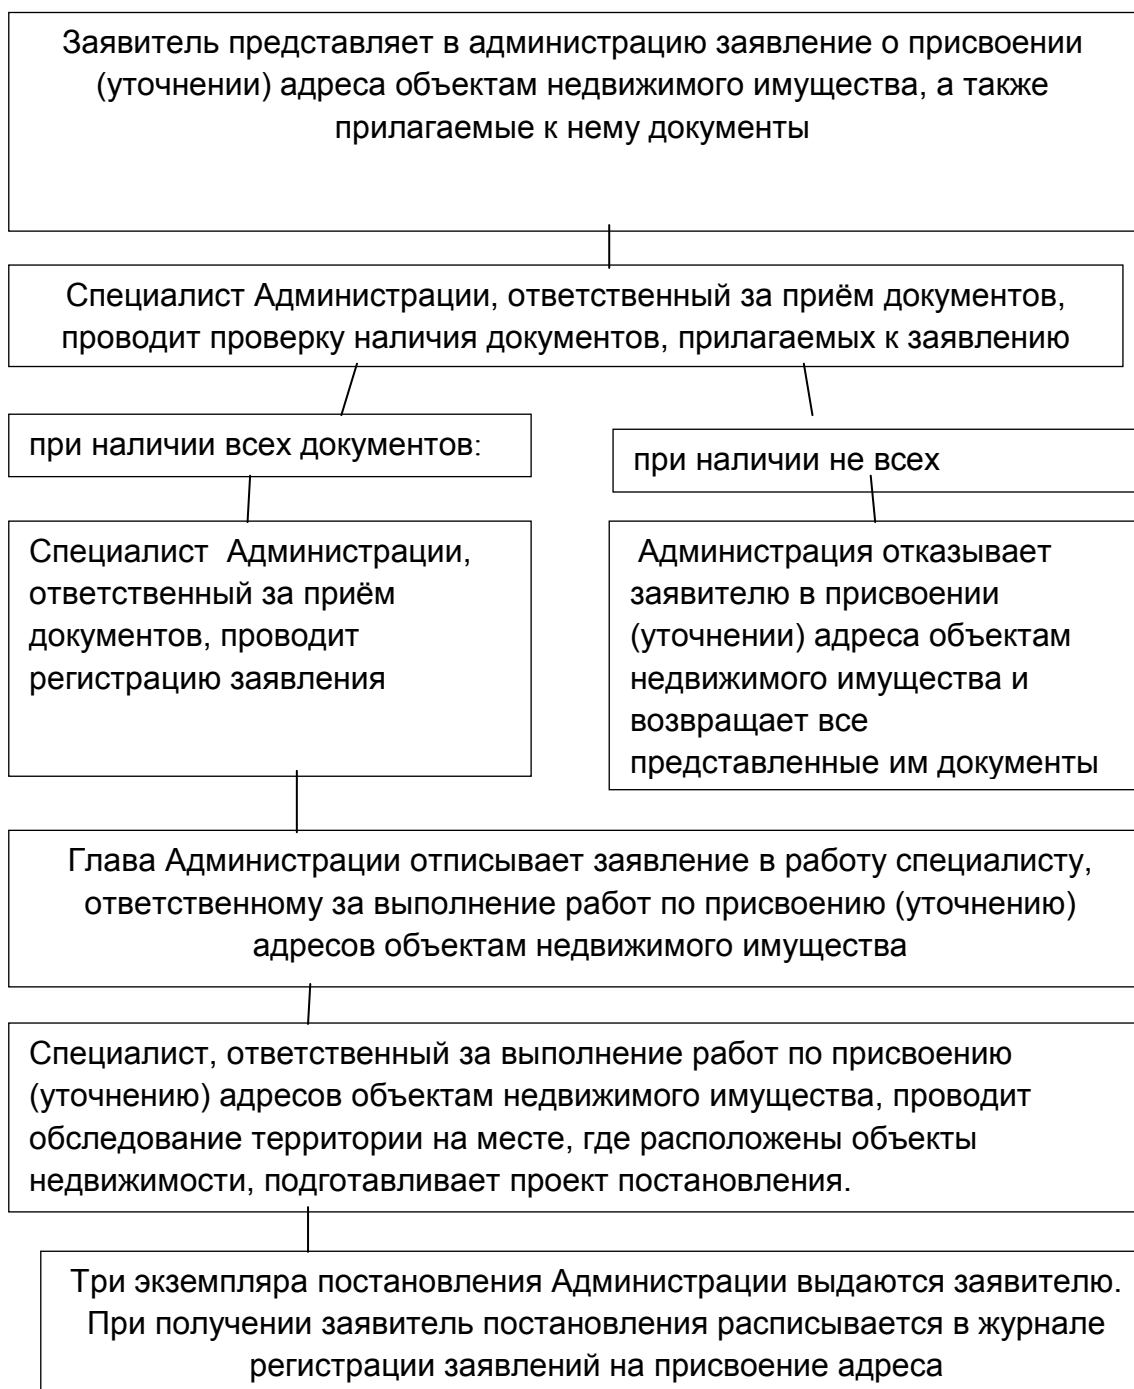 Заявитель представляет в администрацию заявление о присвоении
(уточнении) адреса объектам недвижимого имущества, а также
прилагаемые к нему документы
Специалист Администрации, ответственный за приём документов,
проводит проверку наличия документов, прилагаемых к заявлению
при наличии всех документов:
при наличии не всех
Специалист Администрации,
ответственный за приём
документов, проводит
регистрацию заявления
Администрация отказывает
заявителю в присвоении
(уточнении) адреса объектам
недвижимого имущества и
возвращает все
представленные им документы
Глава Администрации отписывает заявление в работу специалисту,
ответственному за выполнение работ по присвоению (уточнению)
адресов объектам недвижимого имущества
Специалист, ответственный за выполнение работ по присвоению
(уточнению) адресов объектам недвижимого имущества, проводит
обследование территории на месте, где расположены объекты
недвижимости, подготавливает проект постановления.
Три экземпляра постановления Администрации выдаются заявителю.
При получении заявитель постановления расписывается в журнале
регистрации заявлений на присвоение адреса